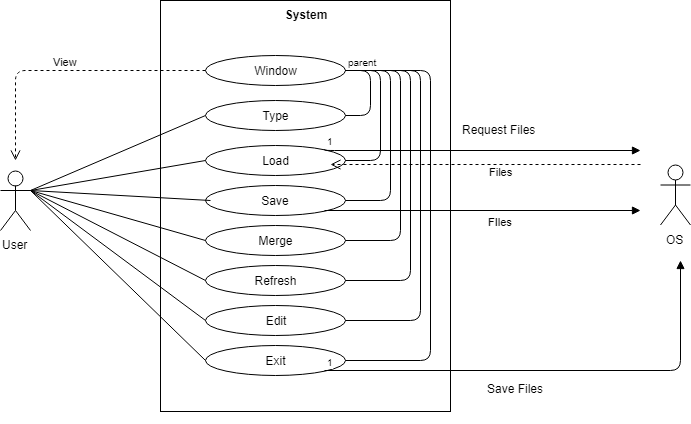 System
View
Window
parent
Type
1
Request Files
Load
Files
Save
FIles
User
Merge
OS
Refresh
Edit
Exit
1
Save Files